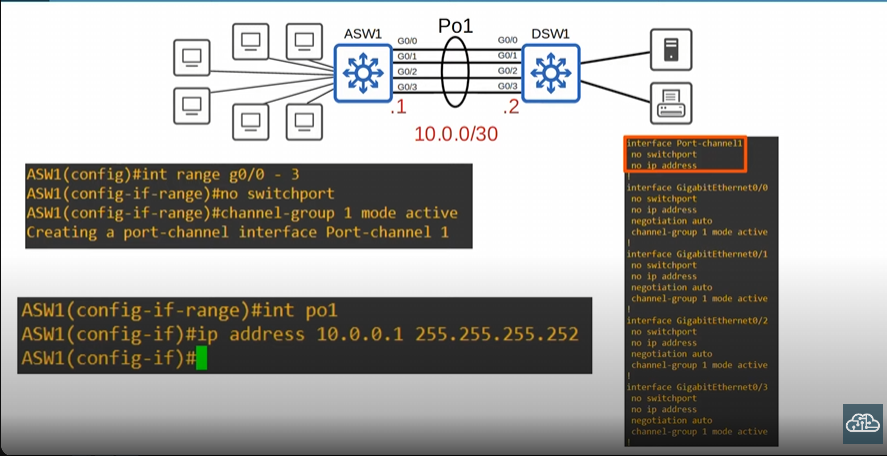 Po1
ASW1
DSW1
G0/0
G0/0
G0/1
G0/1
G0/2
G0/2
G0/3
G0/3
.1
.2
10.0.0/30
ASW1(config)#int range g0/0 - 3
ASW1(config-if-range)#no switchport
ASW1(config-if-range)#channel-group 1 mode active
Creating a port-channel interface Port-channel 1
ASW1(config-if-range)#int po1
ASW1(config-if)#ip address 10.0.0.1 255.255.255.252
ASW1(config-if)#
interface Port-channel1
no switchport
no ip address
!
interface GigabitEthernet0/0
no switchport
no ip address
negotiation auto
channel-group 1 mode active
!
interface GigabitEthernet0/1
no switchport
no ip address
negotiation auto
channel-group 1 mode active
!
interface GigabitEthernet0/2
no switchport
no ip address
negotiation auto
channel-group 1 mode active
!
interface GigabitEthernet0/3
no switchport
no ip address
negotiation auto
channel-group 1 mode active
!